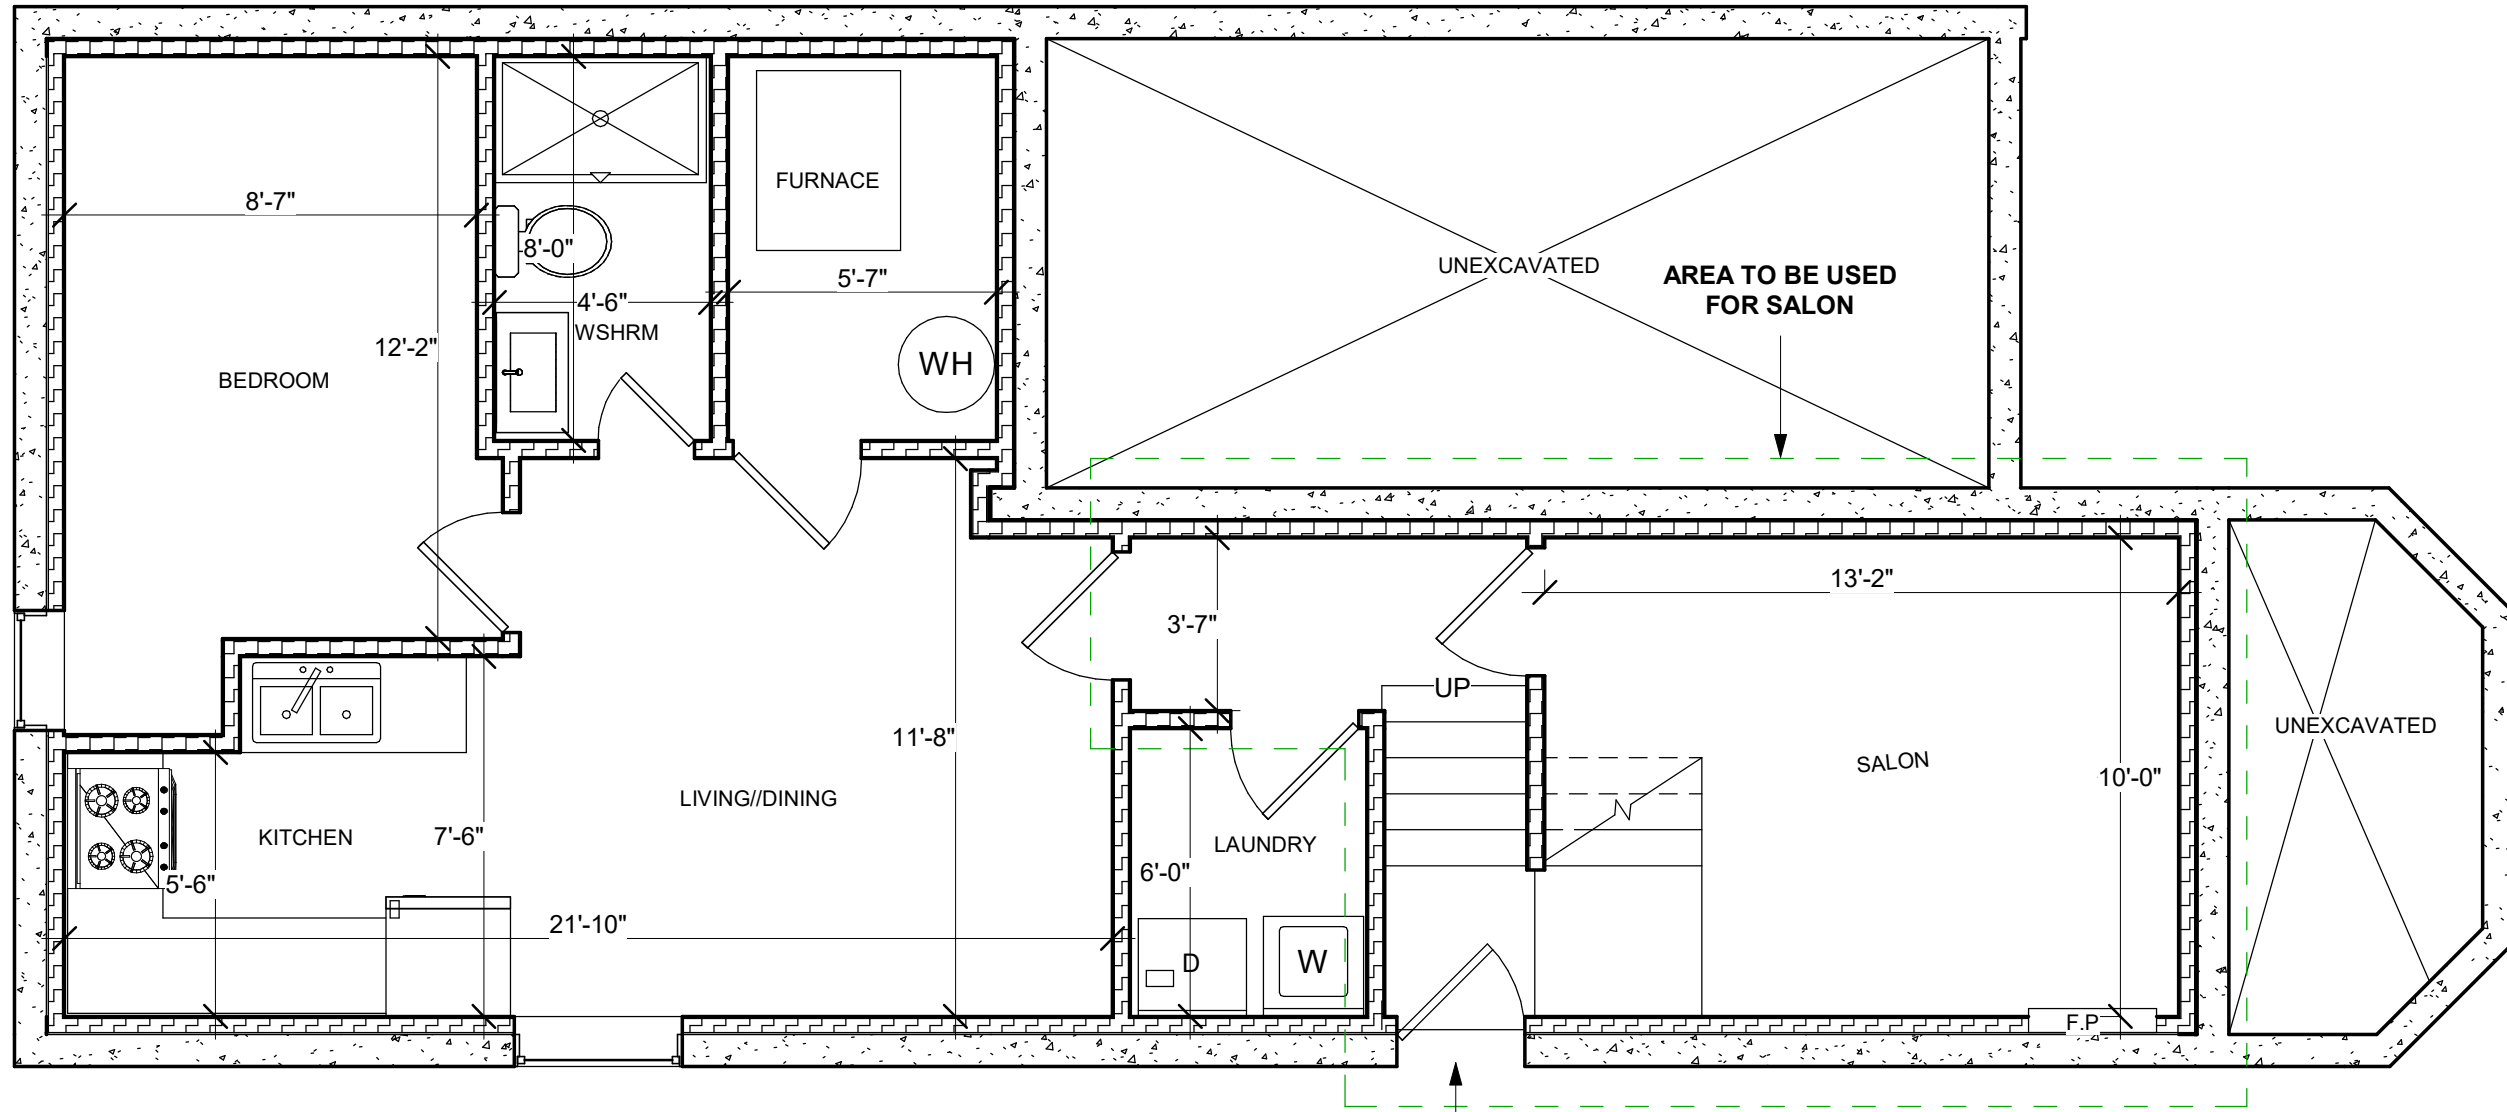 FURNACE
8'-7"
8'-0"
5'-7"
4'-6"
WSHRM
UNEXCAVATED
AREA TO BE USED
FOR SALON
12'-2"
BEDROOM
WH
13'-2"
3'-7"
UP
11'-8"
UNEXCAVATED
SALON
10'-0"
LIVING//DINING
KITCHEN
7'-6"
LAUNDRY
5'-6"
6'-0"
21'-10"
D
W
F.P